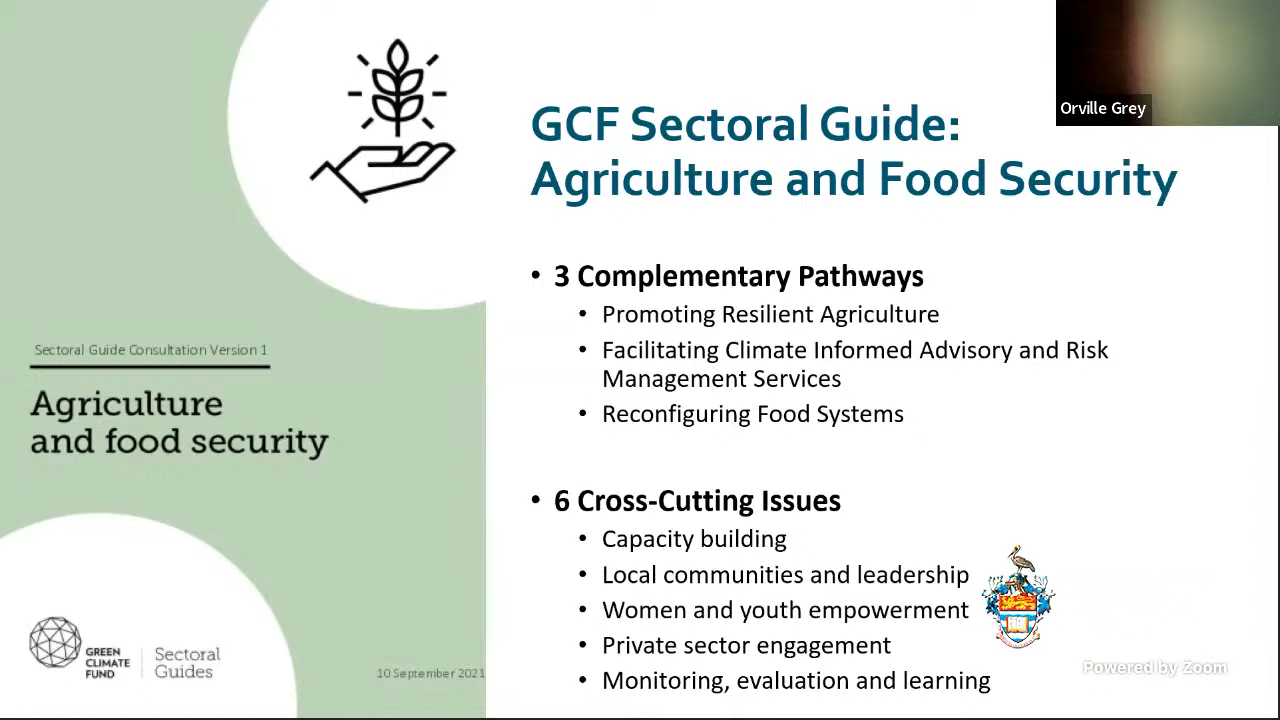 Orville Grey
GCF Sectoral Guide:
Agriculture and Food Security
• 3 Complementary Pathways
• Promoting Resilient Agriculture
• Facilitating Climate Informed Advisory and Risk
Management Services
• Reconfiguring Food Systems
• 6 Cross-Cutting Issues
• Capacity building
• Local communities and leadership
• Women and youth empowerment
• Private sector engagement
• Monitoring, evaluation and learning
Sectoral Guide Consultation Version 1
Agriculture
and food security
GREEN
CLIMATE
FUND
Sectoral
Guides
10 September 2021
Powered by Zoom